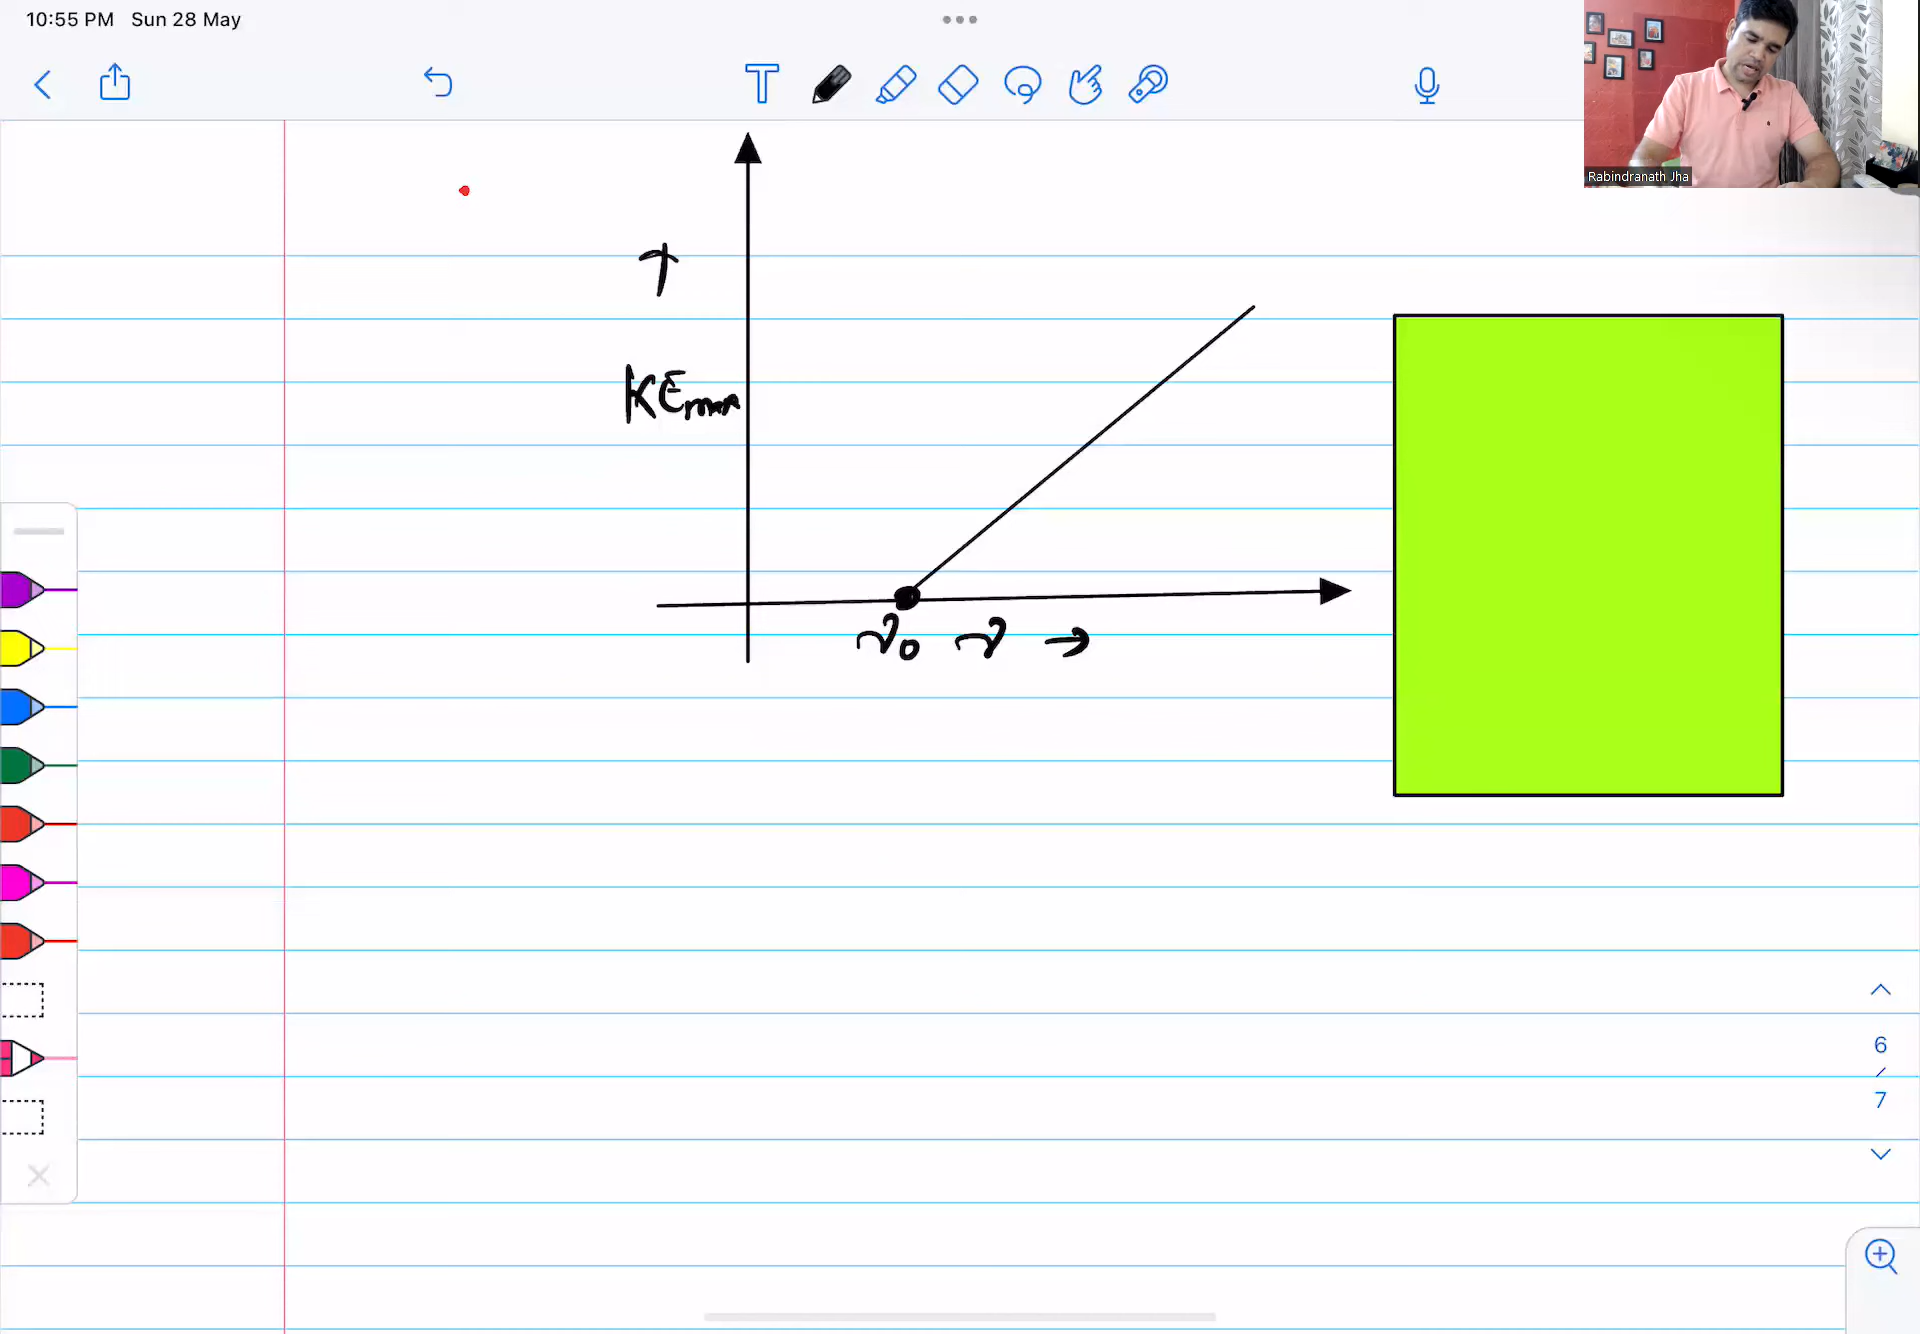 10:55 PM Sun 28 May
T
Rabindranath Jha
↑
KEmax
ν₀ ν →
6
/
7